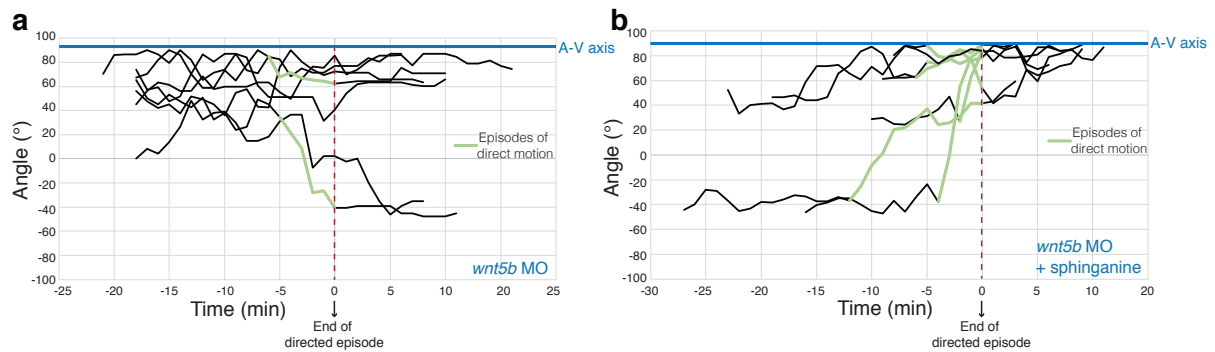 a
100
80
60
40
20
0
-20
-40
-60
-80
-100
Angle (°)
A-V axis
Episodes of
direct motion
wnt5b MO
-25 -20 -15 -10 -5 0 5 10 15 20 25
Time (min)
End of
directed episode
b
100
80
60
40
20
0
-20
-40
-60
-80
-100
Angle (°)
A-V axis
Episodes of
direct motion
wnt5b MO
+ sphinganine
-30 -25 -20 -15 -10 -5 0 5 10 11 20
Time (min)
End of
directed episode